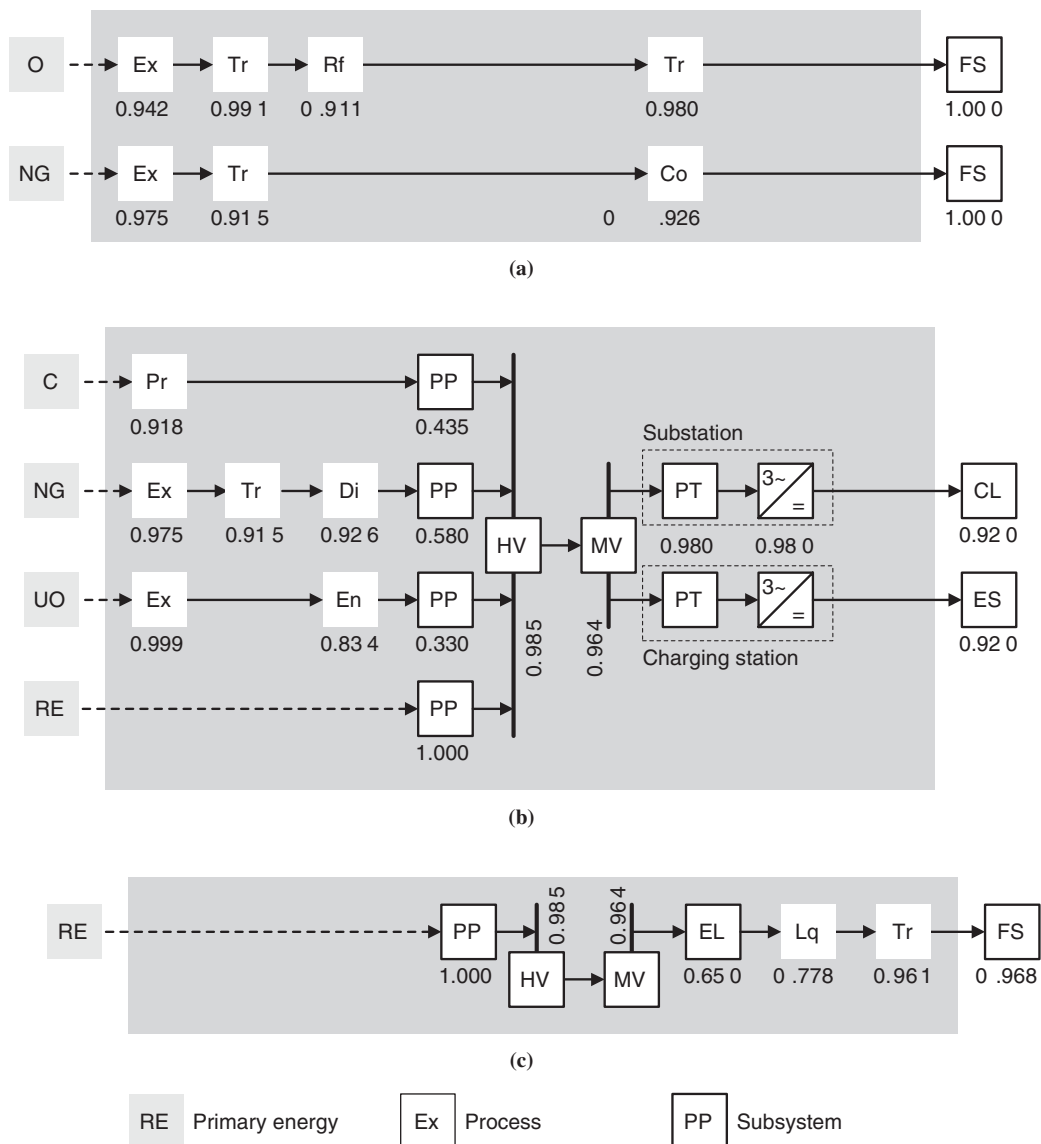 O Ex Tr Rf Tr FS
0.942 0.99 1 0 .911 0.980 1.00 0
NG Ex Tr Co FS
0.975 0.91 5 0 .926 1.00 0
(a)
C Pr PP
0.918 0.435
Substation
NG Ex Tr Di PP PT 3~ = CL
0.975 0.91 5 0.92 6 0.580 0.980 0.98 0 0.92 0
HV MV
UO Ex En PP PT 3~ = ES
0.999 0.83 4 0.330 0.985 0.964 0.92 0
Charging station
RE PP
1.000
(b)
0.985 0.964
RE PP EL Lq Tr FS
1.000 0.65 0 0 .778 0.96 1 0 .968
HV MV
(c)
RE Primary energy Ex Process PP Subsystem